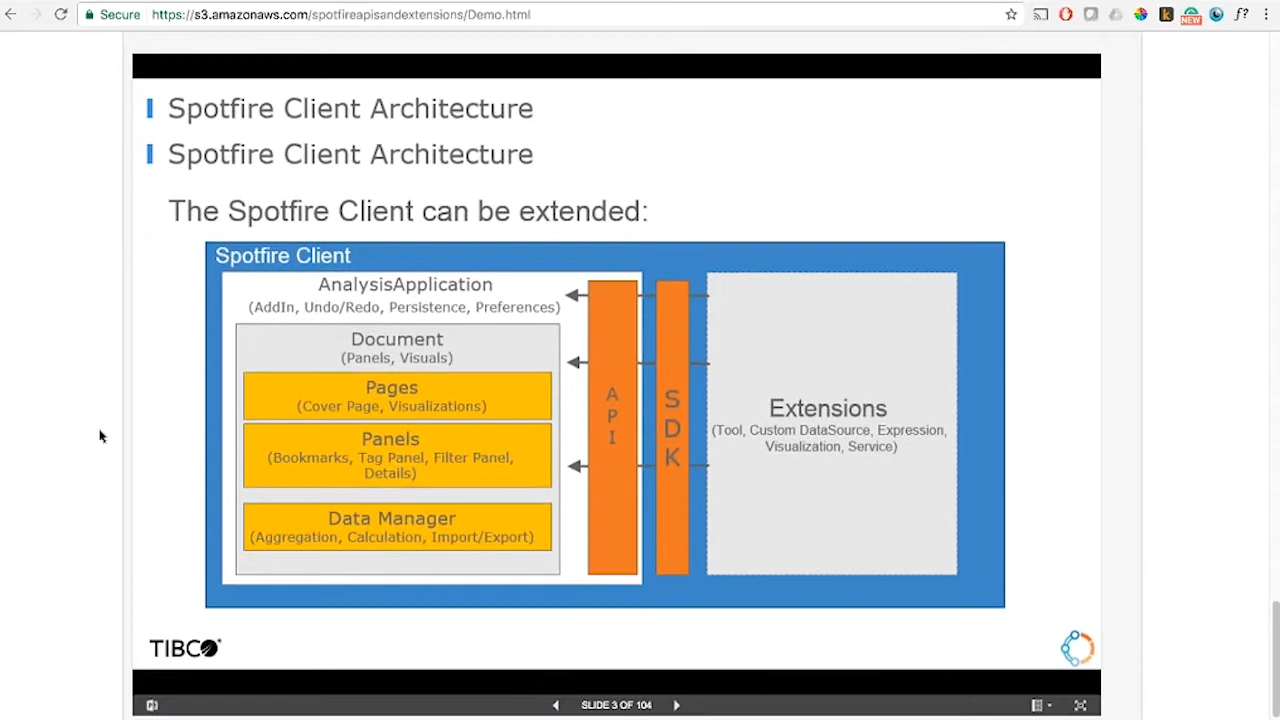 Secure
https://s3.amazonaws.com/spotfireapisandextensions/Demo.html
k
NEW
f?
Spotfire Client Architecture
Spotfire Client Architecture
The Spotfire Client can be extended:
Spotfire Client
AnalysisApplication
(AddIn, Undo/Redo, Persistence, Preferences)
Document
(Panels, Visuals)
Pages
(Cover Page, Visualizations)
Panels
(Bookmarks, Tag Panel, Filter Panel,
Details)
Data Manager
(Aggregation, Calculation, Import/Export)
A
P
I
S
D
K
Extensions
(Tool, Custom DataSource, Expression,
Visualization, Service)
TIBCO
SLIDE 3 OF 104